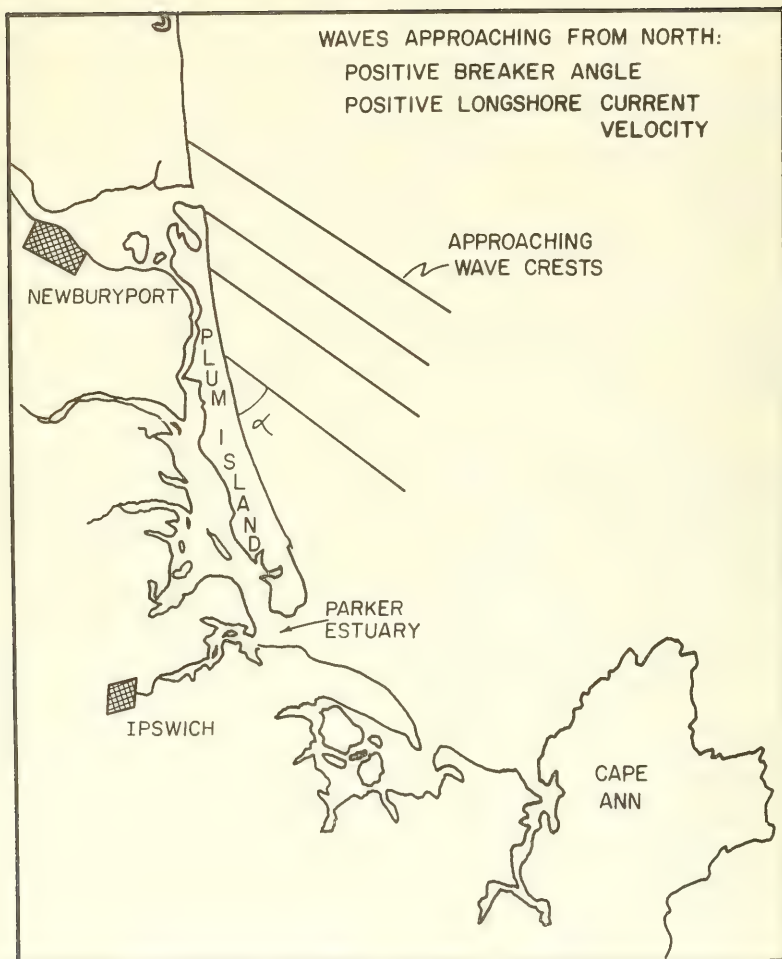 WAVES APPROACHING FROM NORTH:
POSITIVE BREAKER ANGLE
POSITIVE LONGSHORE CURRENT
VELOCITY
APPROACHING
WAVE CRESTS
NEWBURYPORT
PLUM ISLAND
α
PARKER
ESTUARY
IPSWICH
CAPE
ANN